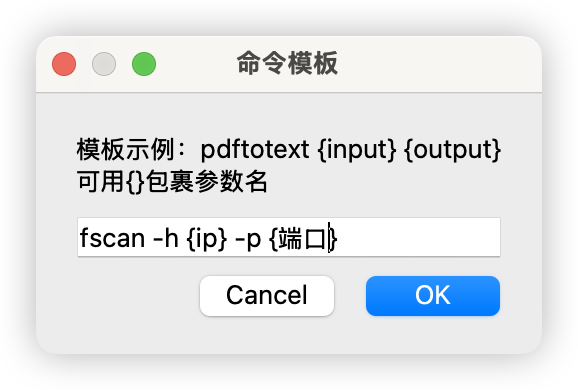 命令模板
模板示例：pdftotext {input} {output}
可用{}包裹参数名
fscan -h {ip} -p {端口}
Cancel
OK